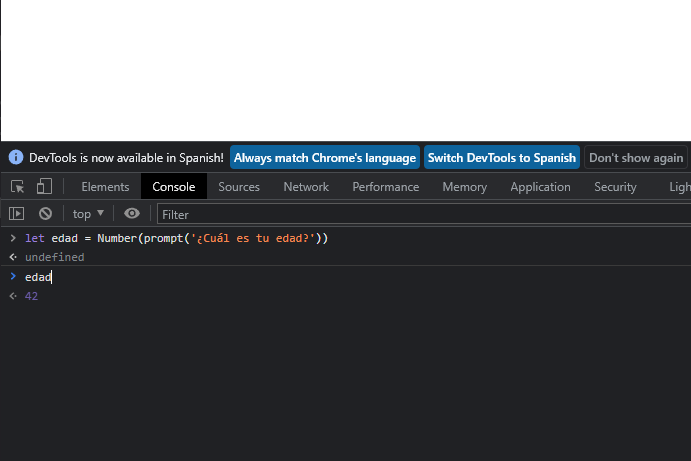 DevTools is now available in Spanish! Always match Chrome's language Switch DevTools to Spanish Don't show again
Elements Console Sources Network Performance Memory Application Security Ligh
top Filter
let edad = Number(prompt('¿Cuál es tu edad?'))
undefined
edad
42